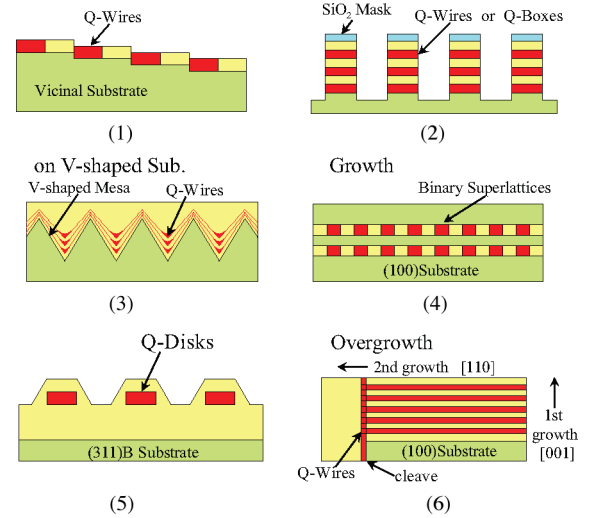 Q-Wires
Vicinal Substrate
(1)
SiO₂ Mask
Q-Wires or Q-Boxes
(2)
on V-shaped Sub.
V-shaped Mesa
Q-Wires
(3)
Growth
Binary Superlattices
(100)Substrate
(4)
Q-Disks
(311)B Substrate
(5)
Overgrowth
2nd growth [110]
1st
growth
[001]
(100)Substrate
Q-Wires
cleave
(6)